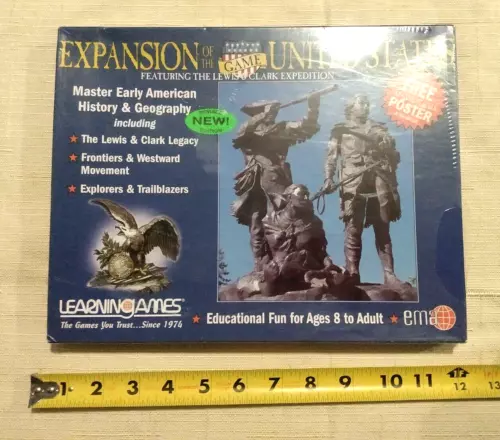 EXPANSION OF THE GAME UNITED STATES
FEATURING THE LEWIS & CLARK EXPEDITION
Master Early American
History & Geography
including
NEW!
★ The Lewis & Clark Legacy
★ Frontiers & Westward
Movement
★ Explorers & Trailblazers
FREE
POSTER
LEARNINGAMES®
The Games You Trust...Since 1974
★ Educational Fun for Ages 8 to Adult ★
ema
1 2 3 4 5 6 7 8 9 10 11 12 13